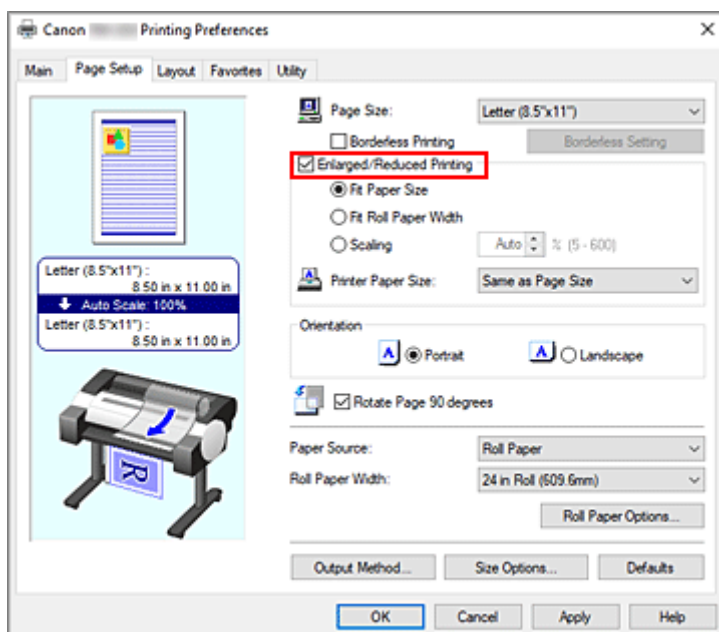 Canon Printing Preferences
Main Page Setup Layout Favorites Utility
Page Size: Letter (8.5"x11")
Borderless Printing Borderless Setting
Enlarged/Reduced Printing
Fit Paper Size
Fit Roll Paper Width
Scaling Auto % (5 - 600)
Printer Paper Size: Same as Page Size
Letter (8.5"x11") :
8.50 in x 11.00 in
Auto Scale: 100%
Letter (8.5"x11") :
8.50 in x 11.00 in
Orientation
A Portrait A Landscape
Rotate Page 90 degrees
R
Paper Source: Roll Paper
Roll Paper Width: 24 in Roll (609.6mm)
Roll Paper Options...
Output Method... Size Options... Defaults
OK Cancel Apply Help